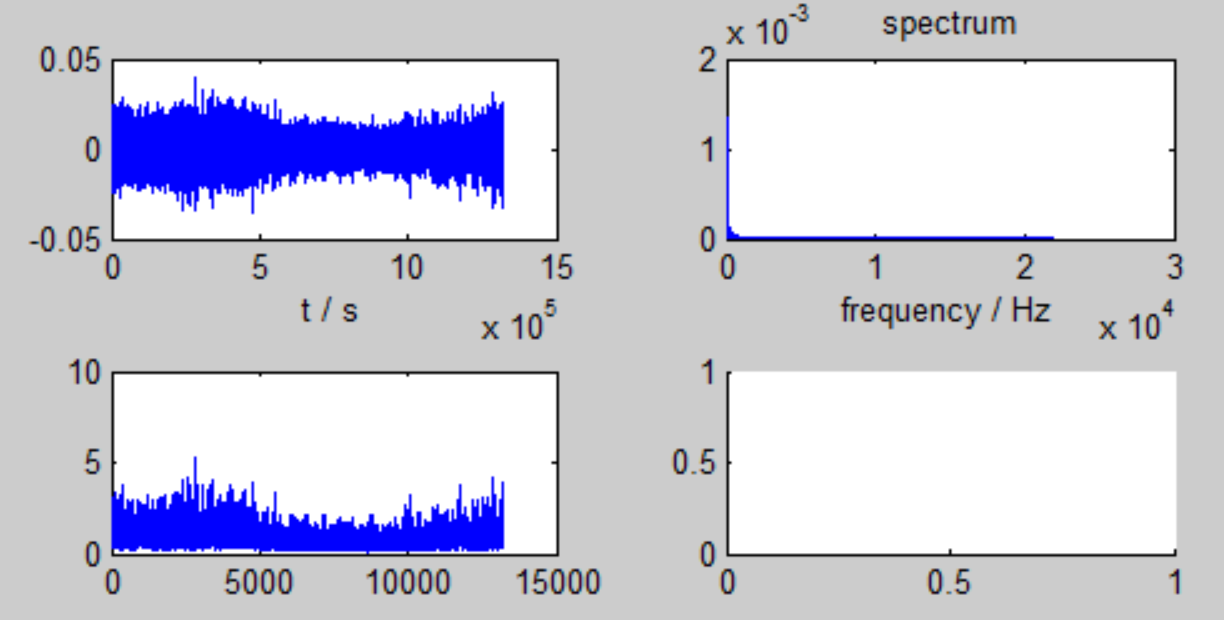 x 10^-3 spectrum
0.05
0
-0.05
0 5 10 15
t / s
x 10^5
2
1
0
0 1 2 3
frequency / Hz
x 10^4
10
5
0
0 5000 10000 15000
1
0.5
0
0 0.5 1